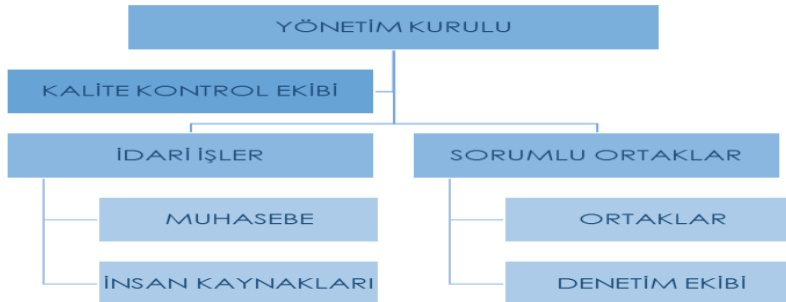 YÖNETİM KURULU
KALİTE KONTROL EKİBİ
İDARİ İŞLER
SORUMLU ORTAKLAR
MUHASEBE
ORTAKLAR
İNSAN KAYNAKLARI
DENETİM EKİBİ